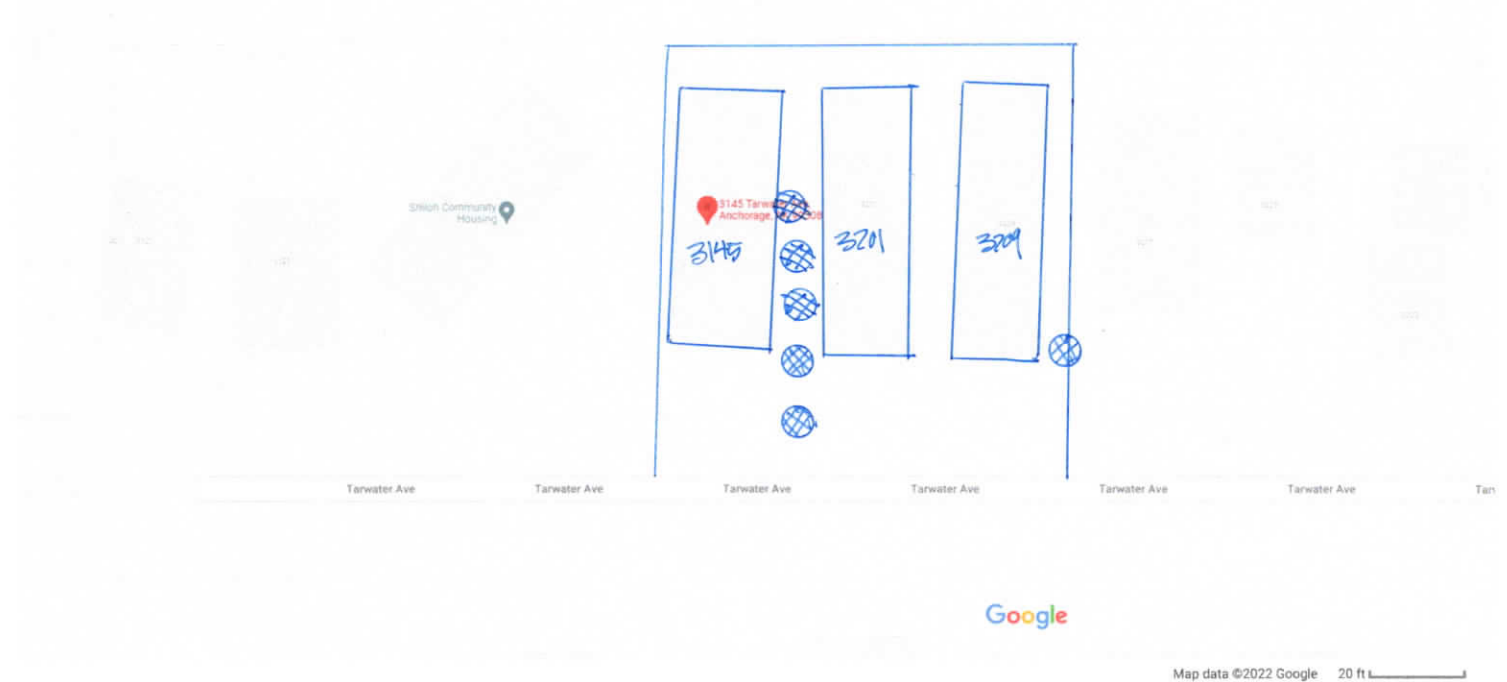 Shiloh Community
Housing
3145 Tarwater
Anchorage,
3145
3201
3209
Tarwater Ave
Tarwater Ave
Tarwater Ave
Tarwater Ave
Tarwater Ave
Tarwater Ave
Tar
Google
Map data ©2022 Google 20 ft